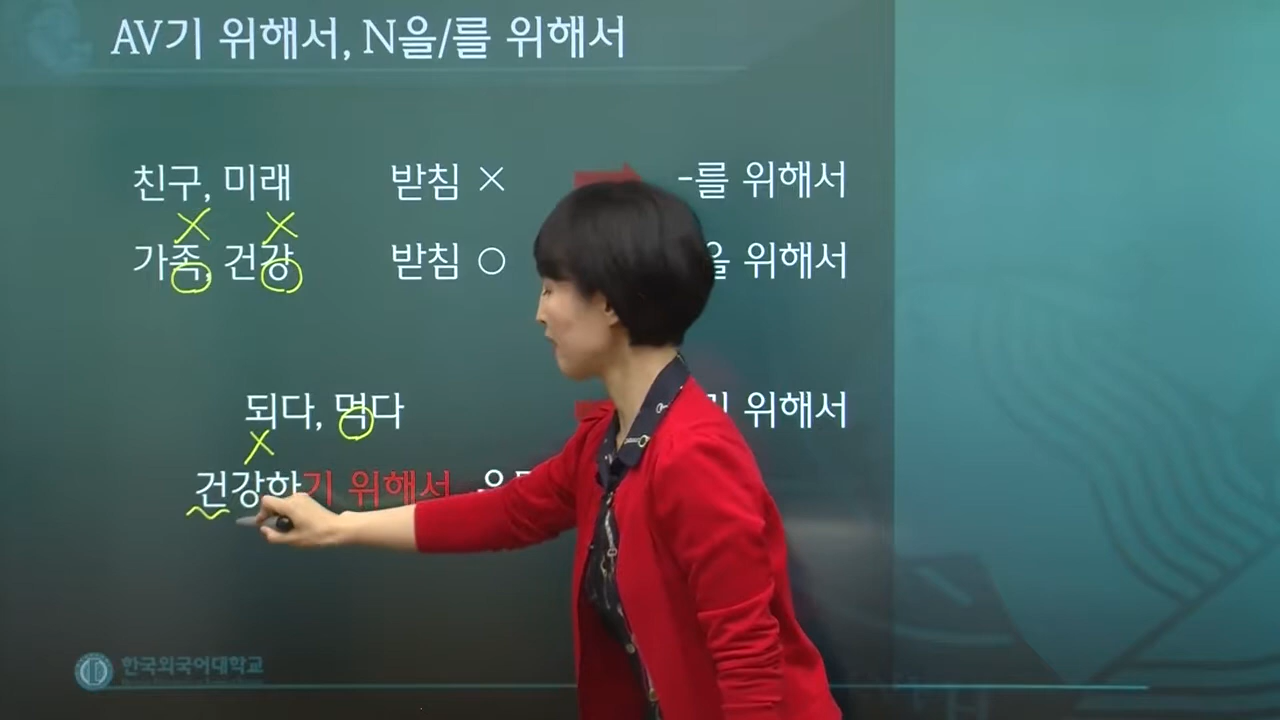 AV기 위해서, N을/를 위해서
친구, 미래 받침 × -를 위해서
가족, 건강 받침 ○ 을 위해서
되다, 먹다 위해서
건강하기 위해서
한국외국어대학교